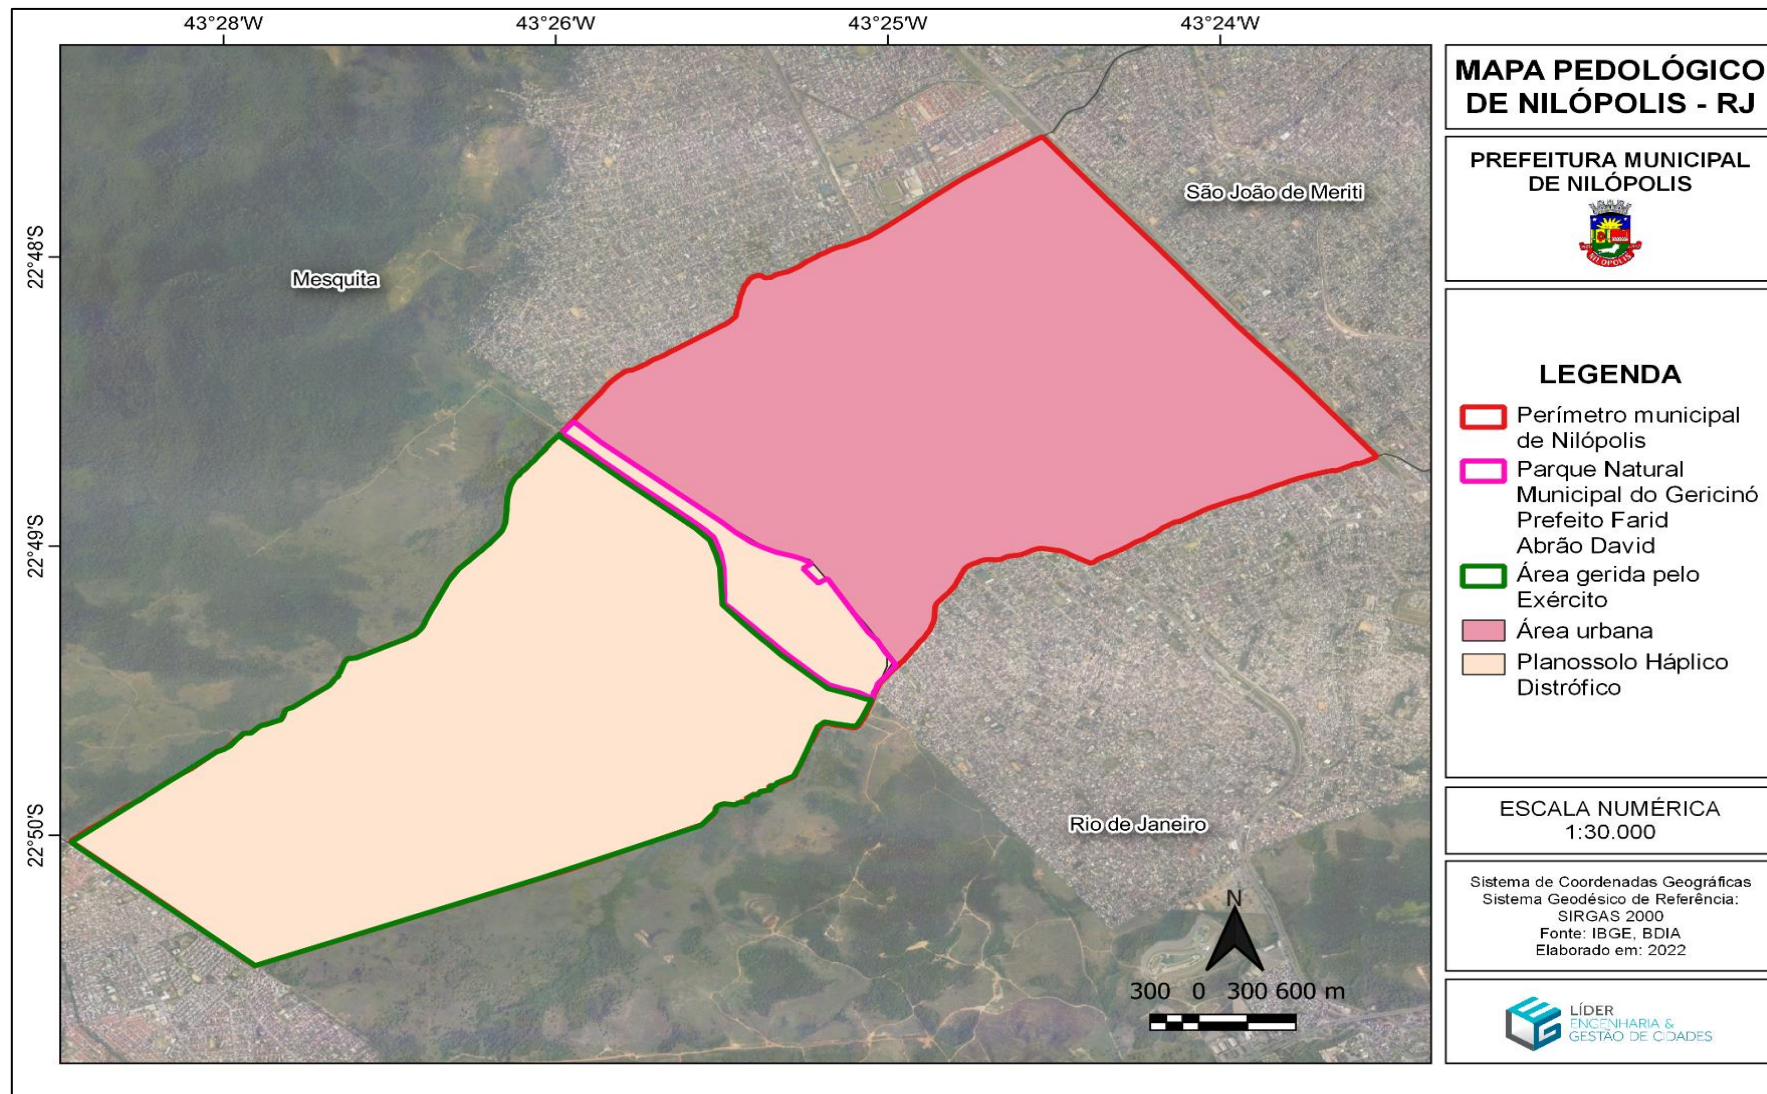 43°28'W
43°26'W
43°25'W
43°24'W
22°48'S
22°49'S
22°50'S
Mesquita
São João de Meriti
Rio de Janeiro
N
300 0 300 600 m
MAPA PEDOLÓGICO
DE NILÓPOLIS - RJ
PREFEITURA MUNICIPAL
DE NILÓPOLIS
NILÓPOLIS
LEGENDA
Perímetro municipal
de Nilópolis
Parque Natural
Municipal do Gericinó
Prefeito Farid
Abrão David
Área gerida pelo
Exército
Área urbana
Planossolo Háplico
Distrófico
ESCALA NUMÉRICA
1:30.000
Sistema de Coordenadas Geográficas
Sistema Geodésico de Referência:
SIRGAS 2000
Fonte: IBGE, BDIA
Elaborado em: 2022
LÍDER
ENGENHARIA &
GESTÃO DE CIDADES